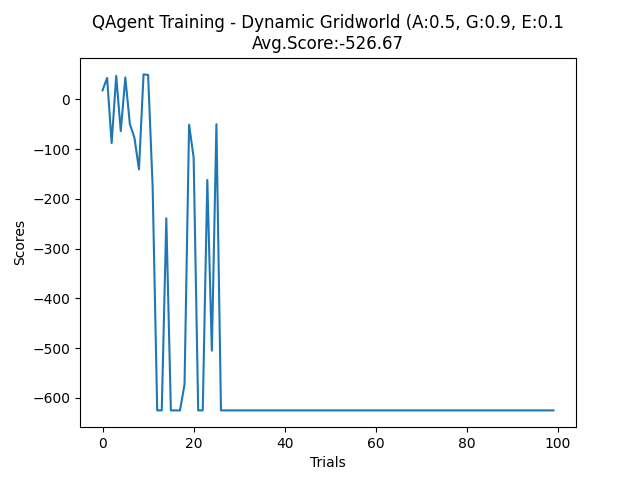 QAgent Training - Dynamic Gridworld (A:0.5, G:0.9, E:0.1
Avg.Score:-526.67
0
−100
−200
−300
−400
−500
−600
Scores
0 20 40 60 80 100
Trials